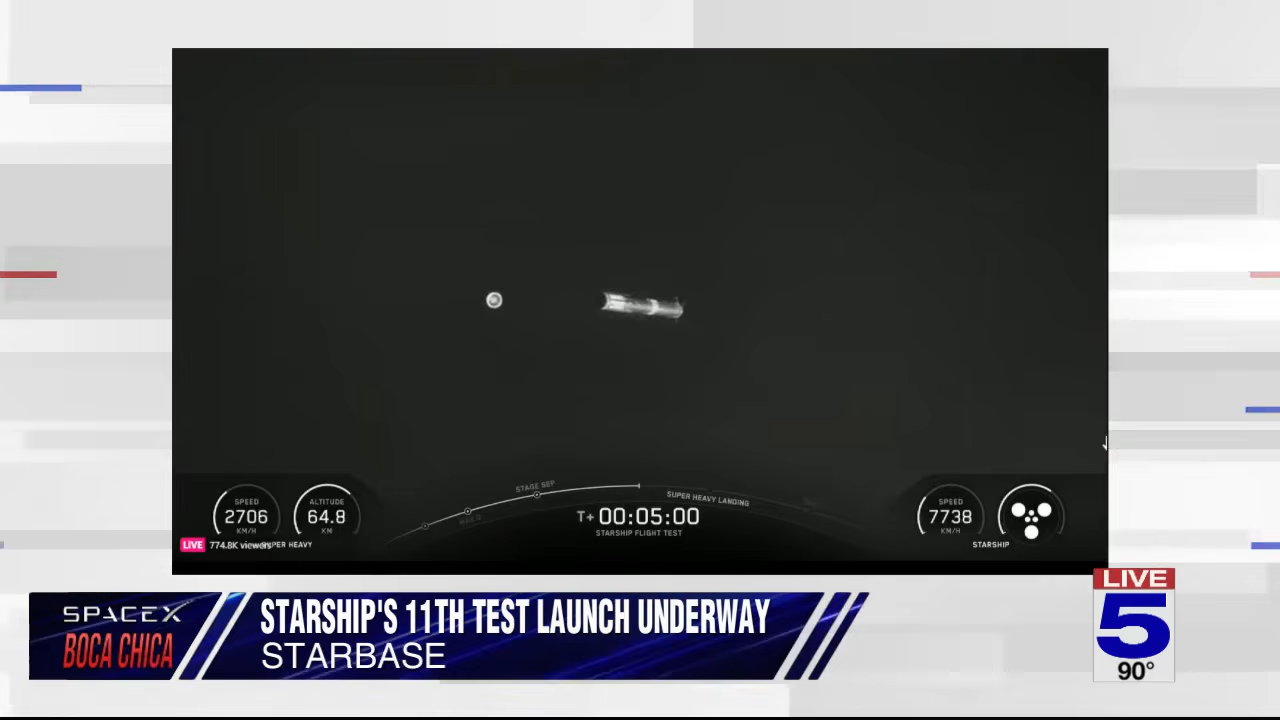 STAGE SEP
MAX Q
SUPER HEAVY LANDING
SPEED
2706
KM/H
ALTITUDE
64.8
KM
T+ 00:05:00
STARSHIP FLIGHT TEST
SPEED
7738
KM/H
LIVE 774.8K viewers
STARSHIP
SPACEX
BOCA CHICA
STARSHIP'S 11TH TEST LAUNCH UNDERWAY
STARBASE
LIVE
5
90°